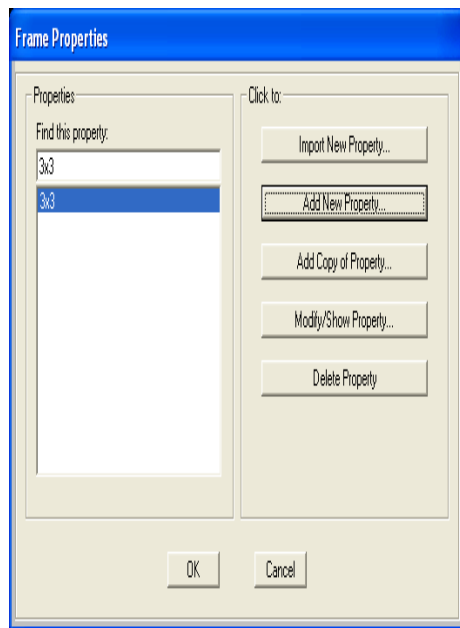 Frame Properties
Properties
Find this property:
3x3
3x3
Click to:
Import New Property...
Add New Property...
Add Copy of Property...
Modify/Show Property...
Delete Property
OK
Cancel